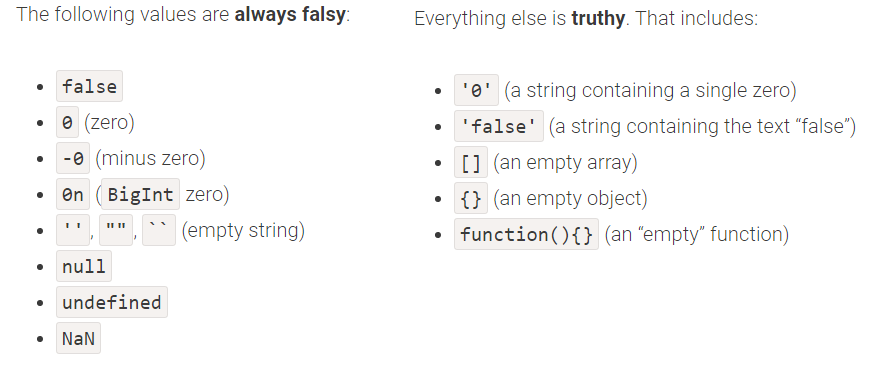 The following values are always falsy:
false
0 (zero)
-0 (minus zero)
0n (BigInt zero)
'', "", `` (empty string)
null
undefined
NaN
Everything else is truthy. That includes:
'0' (a string containing a single zero)
'false' (a string containing the text “false”)
[] (an empty array)
{} (an empty object)
function(){} (an “empty” function)